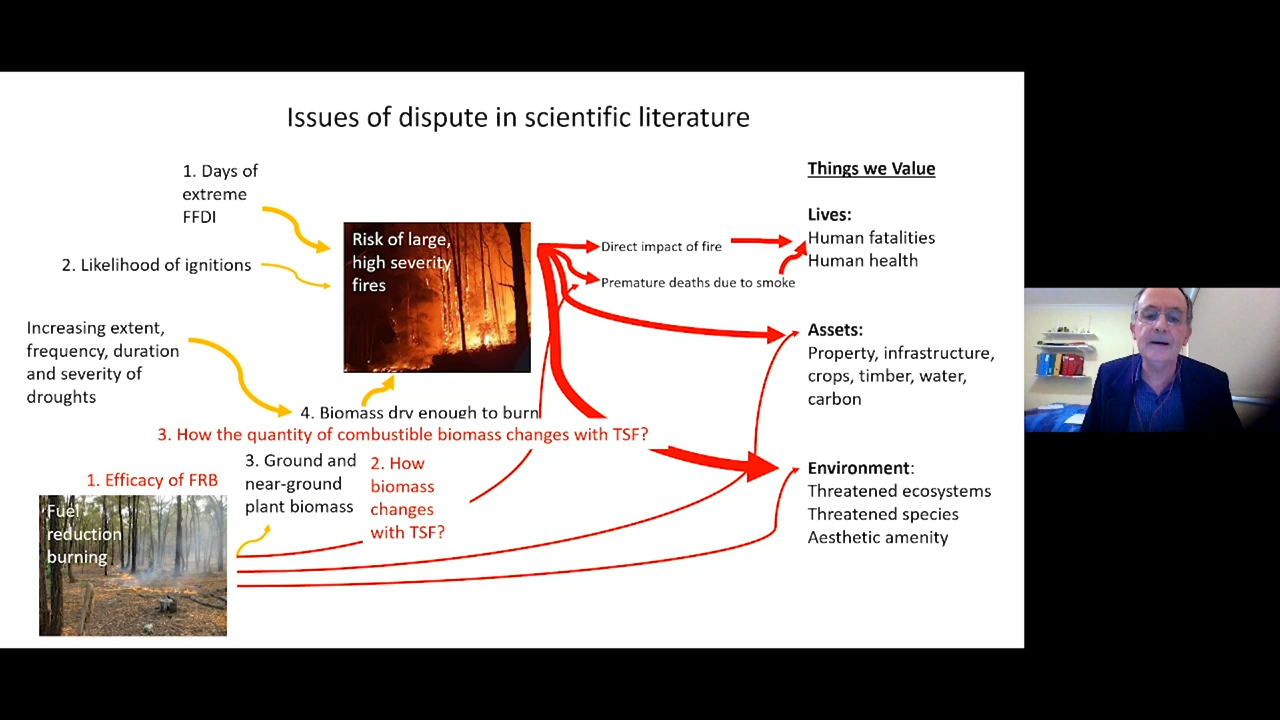 Issues of dispute in scientific literature
1. Days of
extreme
FFDI
2. Likelihood of ignitions
Increasing extent,
frequency, duration
and severity of
droughts
Risk of large,
high severity
fires
4. Biomass dry enough to burn
3. How the quantity of combustible biomass changes with TSF?
1. Efficacy of FRB
3. Ground and
near-ground
plant biomass
2. How
biomass
changes
with TSF?
Fuel
reduction
burning
Direct impact of fire
Premature deaths due to smoke
Things we Value
Lives:
Human fatalities
Human health
Assets:
Property, infrastructure,
crops, timber, water,
carbon
Environment:
Threatened ecosystems
Threatened species
Aesthetic amenity